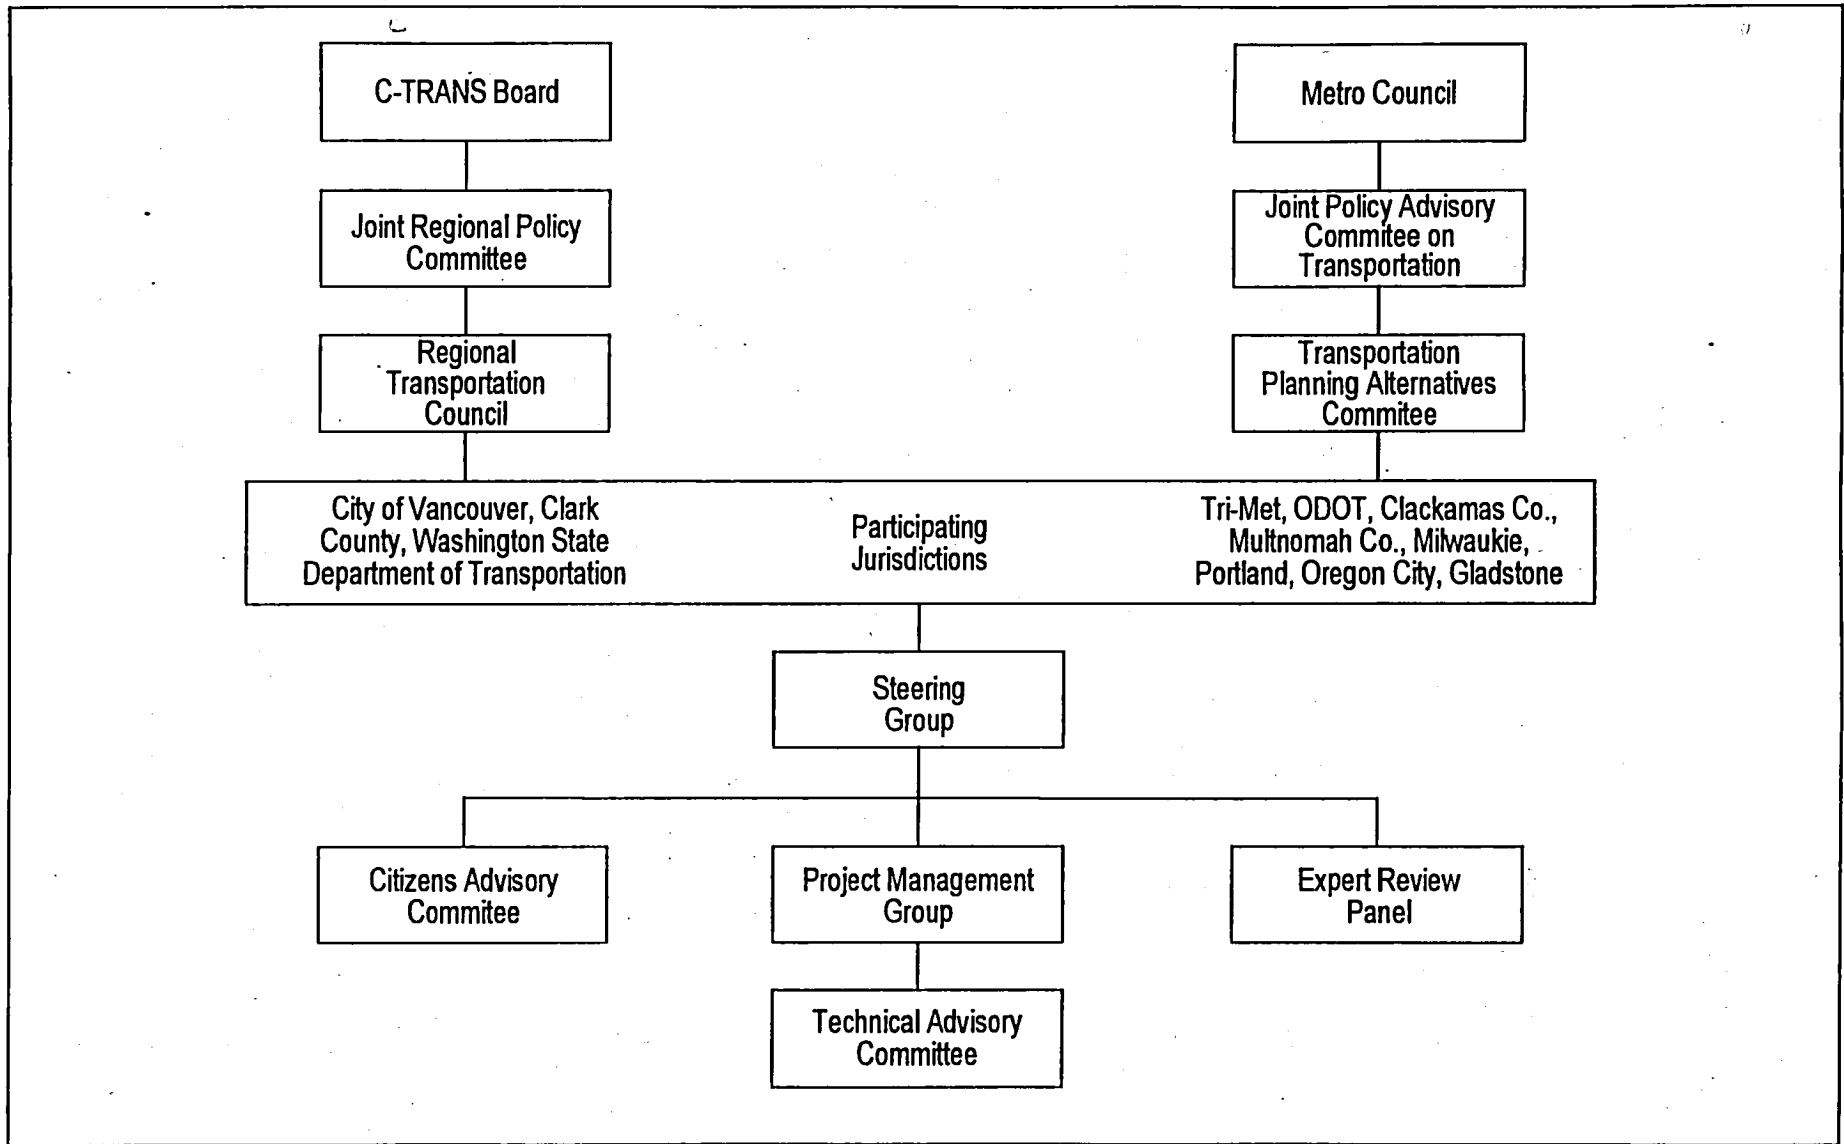 C-TRANS Board
Metro Council
Joint Regional Policy
Committee
Joint Policy Advisory
Commitee on
Transportation
Regional
Transportation
Council
Transportation
Planning Alternatives
Commitee
City of Vancouver, Clark
County, Washington State
Department of Transportation
Participating
Jurisdictions
Tri-Met, ODOT, Clackamas Co.,
Multnomah Co., Milwaukie,
Portland, Oregon City, Gladstone
Steering
Group
Citizens Advisory
Commitee
Project Management
Group
Expert Review
Panel
Technical Advisory
Committee